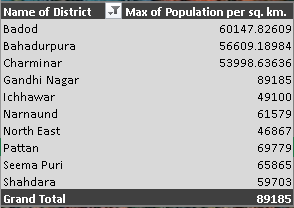 Name of District Max of Population per sq. km.
Badod 60147.82609
Bahadurpura 56609.18984
Charminar 53998.63636
Gandhi Nagar 89185
Ichhawar 49100
Narnaund 61579
North East 46867
Pattan 69779
Seema Puri 65865
Shahdara 59703
Grand Total 89185